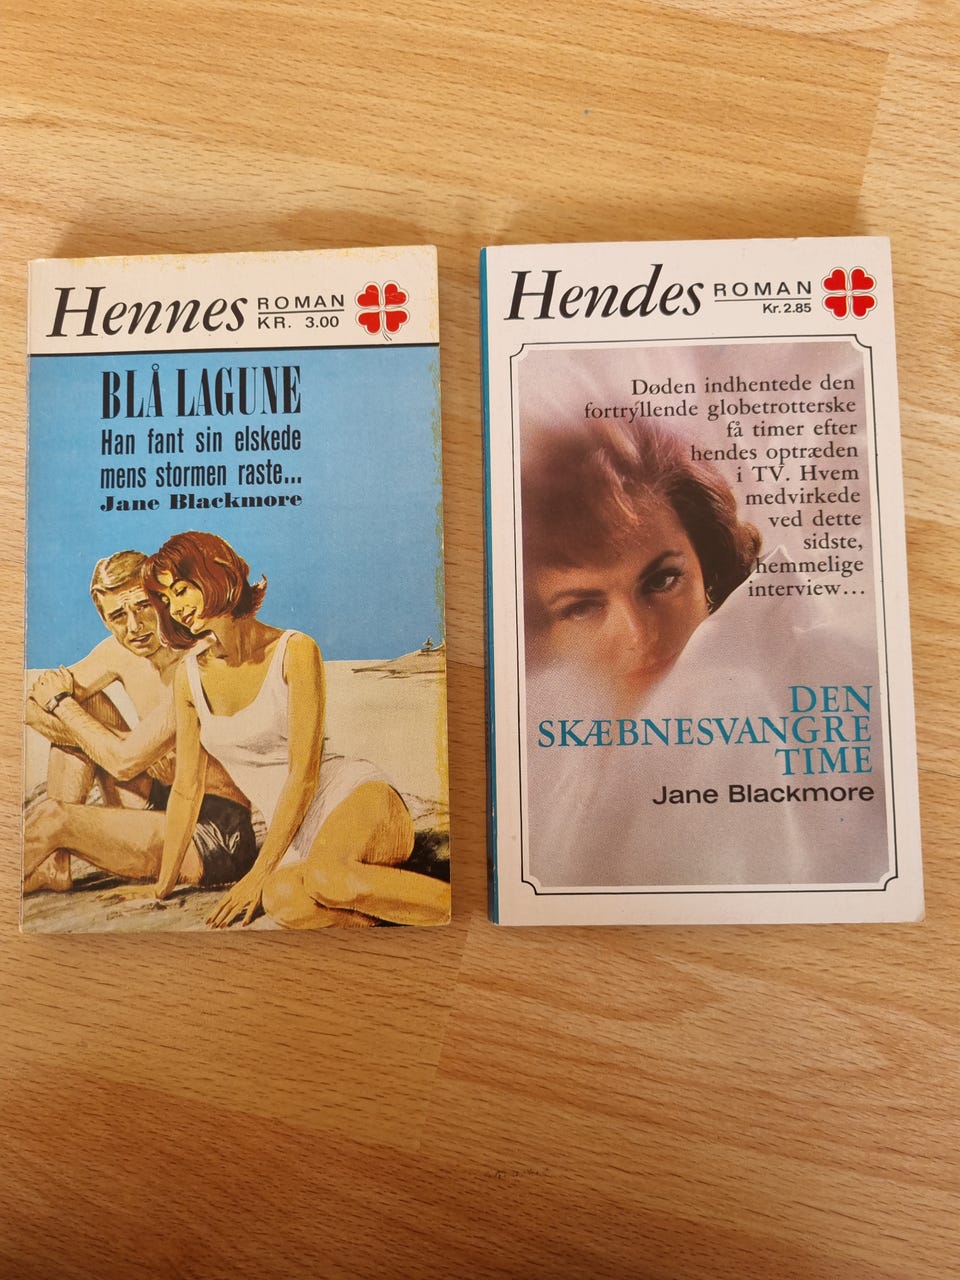 Hennes ROMAN
KR. 3.00
BLÅ LAGUNE
Han fant sin elskede
mens stormen raste...
Jane Blackmore
Hendes ROMAN
Kr. 2.85
Døden indhentede den
fortryllende globetrotterske
få timer efter
hendes optræden
i TV. Hvem
medvirkede
ved dette
sidste,
hemmelige
interview...
DEN
SKÆBNESVANGRE
TIME
Jane Blackmore